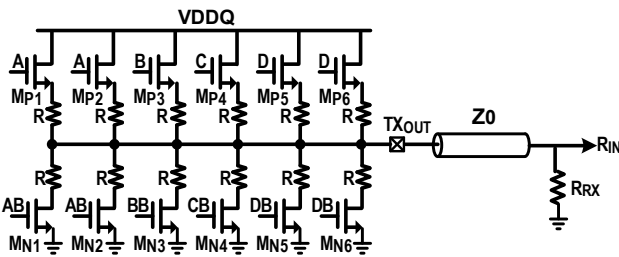 VDDQ
A A B C D D
MP1 MP2 MP3 MP4 MP5 MP6
R R R R R R
TXOUT Z0 RIN
R R R R R R
RRX
AB AB BB CB DB DB
MN1 MN2 MN3 MN4 MN5 MN6